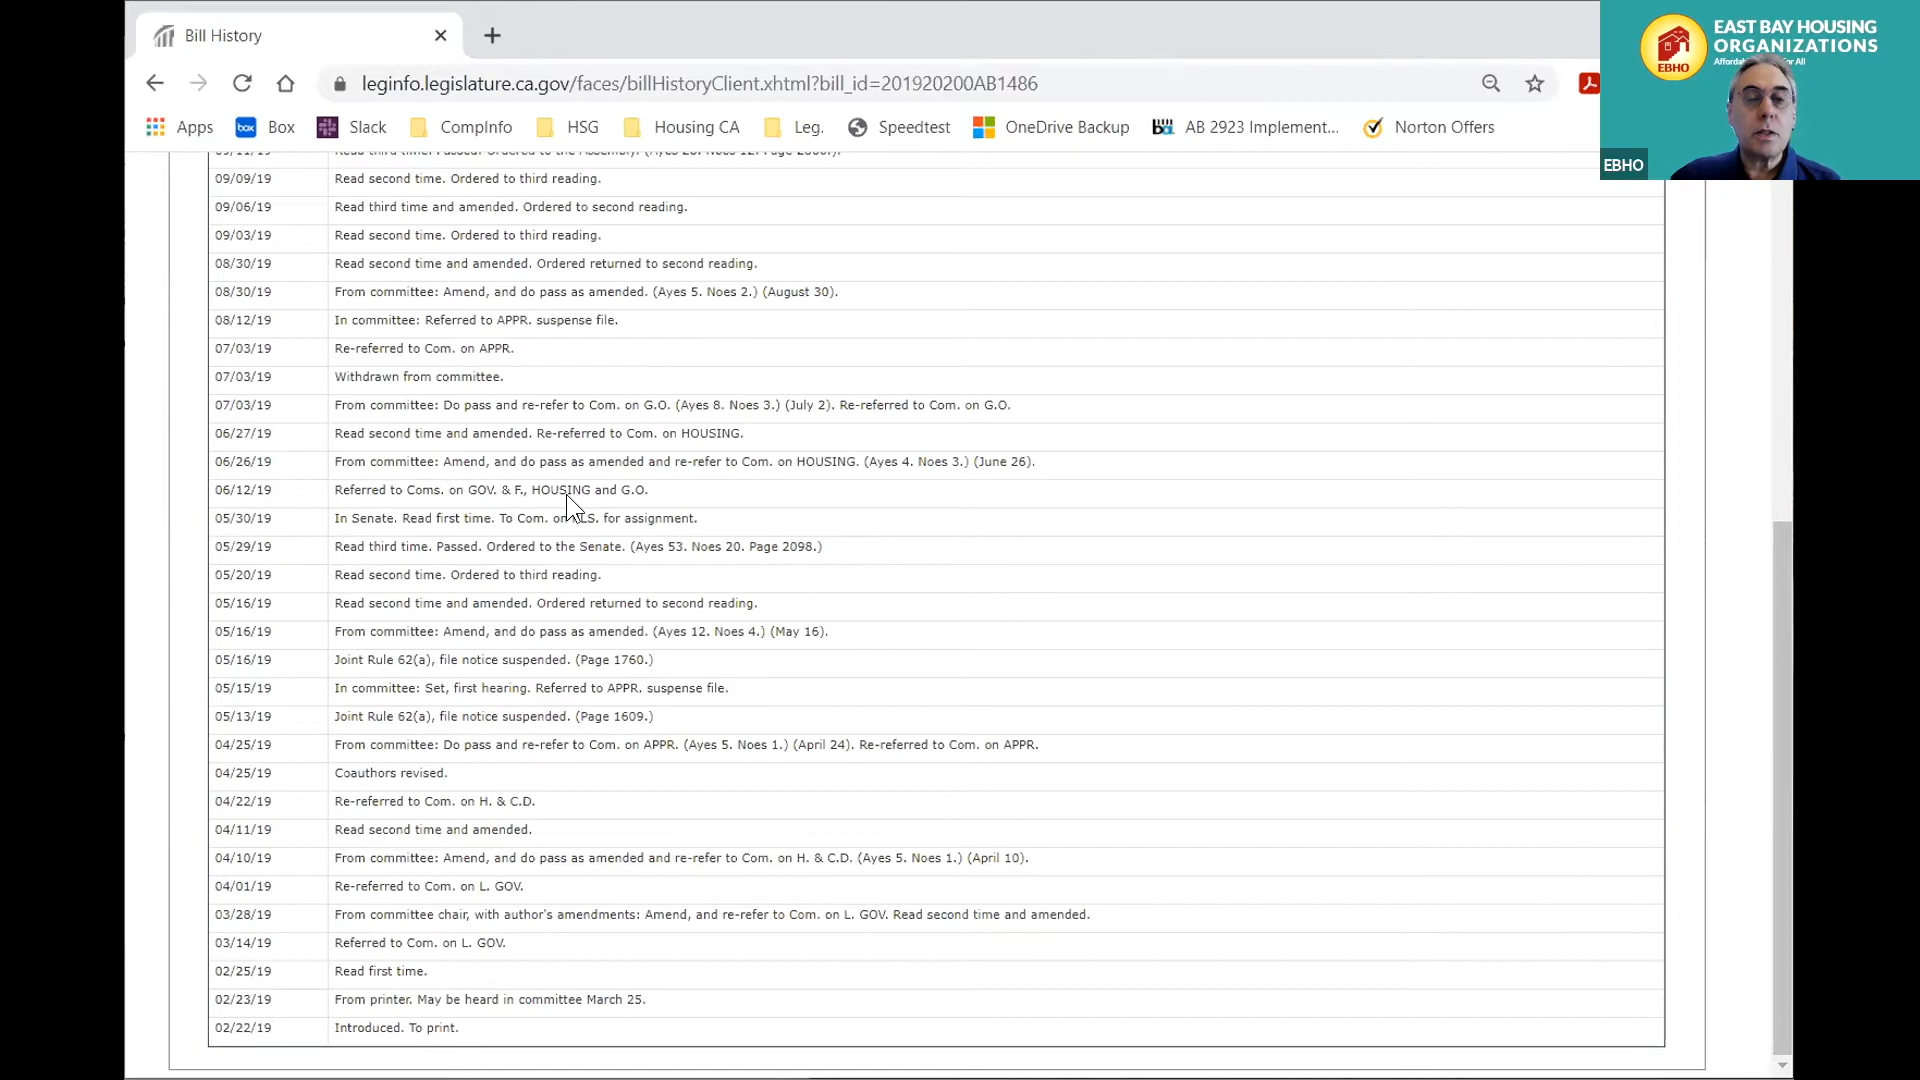 Bill History
leginfo.legislature.ca.gov/faces/billHistoryClient.xhtml?bill_id=201920200AB1486
Apps Box Slack CompInfo HSG Housing CA Leg. Speedtest OneDrive Backup AB 2923 Implement... Norton Offers
EAST BAY HOUSING
ORGANIZATIONS
EBHO
EBHO
09/09/19 Read second time. Ordered to third reading.
09/06/19 Read third time and amended. Ordered to second reading.
09/03/19 Read second time. Ordered to third reading.
08/30/19 Read second time and amended. Ordered returned to second reading.
08/30/19 From committee: Amend, and do pass as amended. (Ayes 5. Noes 2.) (August 30).
08/12/19 In committee: Referred to APPR. suspense file.
07/03/19 Re-referred to Com. on APPR.
07/03/19 Withdrawn from committee.
07/03/19 From committee: Do pass and re-refer to Com. on G.O. (Ayes 8. Noes 3.) (July 2). Re-referred to Com. on G.O.
06/27/19 Read second time and amended. Re-referred to Com. on HOUSING.
06/26/19 From committee: Amend, and do pass as amended and re-refer to Com. on HOUSING. (Ayes 4. Noes 3.) (June 26).
06/12/19 Referred to Coms. on GOV. & F., HOUSING and G.O.
05/30/19 In Senate. Read first time. To Com. on LS. for assignment.
05/29/19 Read third time. Passed. Ordered to the Senate. (Ayes 53. Noes 20. Page 2098.)
05/20/19 Read second time. Ordered to third reading.
05/16/19 Read second time and amended. Ordered returned to second reading.
05/16/19 From committee: Amend, and do pass as amended. (Ayes 12. Noes 4.) (May 16).
05/16/19 Joint Rule 62(a), file notice suspended. (Page 1760.)
05/15/19 In committee: Set, first hearing. Referred to APPR. suspense file.
05/13/19 Joint Rule 62(a), file notice suspended. (Page 1609.)
04/25/19 From committee: Do pass and re-refer to Com. on APPR. (Ayes 5. Noes 1.) (April 24). Re-referred to Com. on APPR.
04/25/19 Coauthors revised.
04/22/19 Re-referred to Com. on H. & C.D.
04/11/19 Read second time and amended.
04/10/19 From committee: Amend, and do pass as amended and re-refer to Com. on H. & C.D. (Ayes 5. Noes 1.) (April 10).
04/01/19 Re-referred to Com. on L. GOV.
03/28/19 From committee chair, with author's amendments: Amend, and re-refer to Com. on L. GOV. Read second time and amended.
03/14/19 Referred to Com. on L. GOV.
02/25/19 Read first time.
02/23/19 From printer. May be heard in committee March 25.
02/22/19 Introduced. To print.